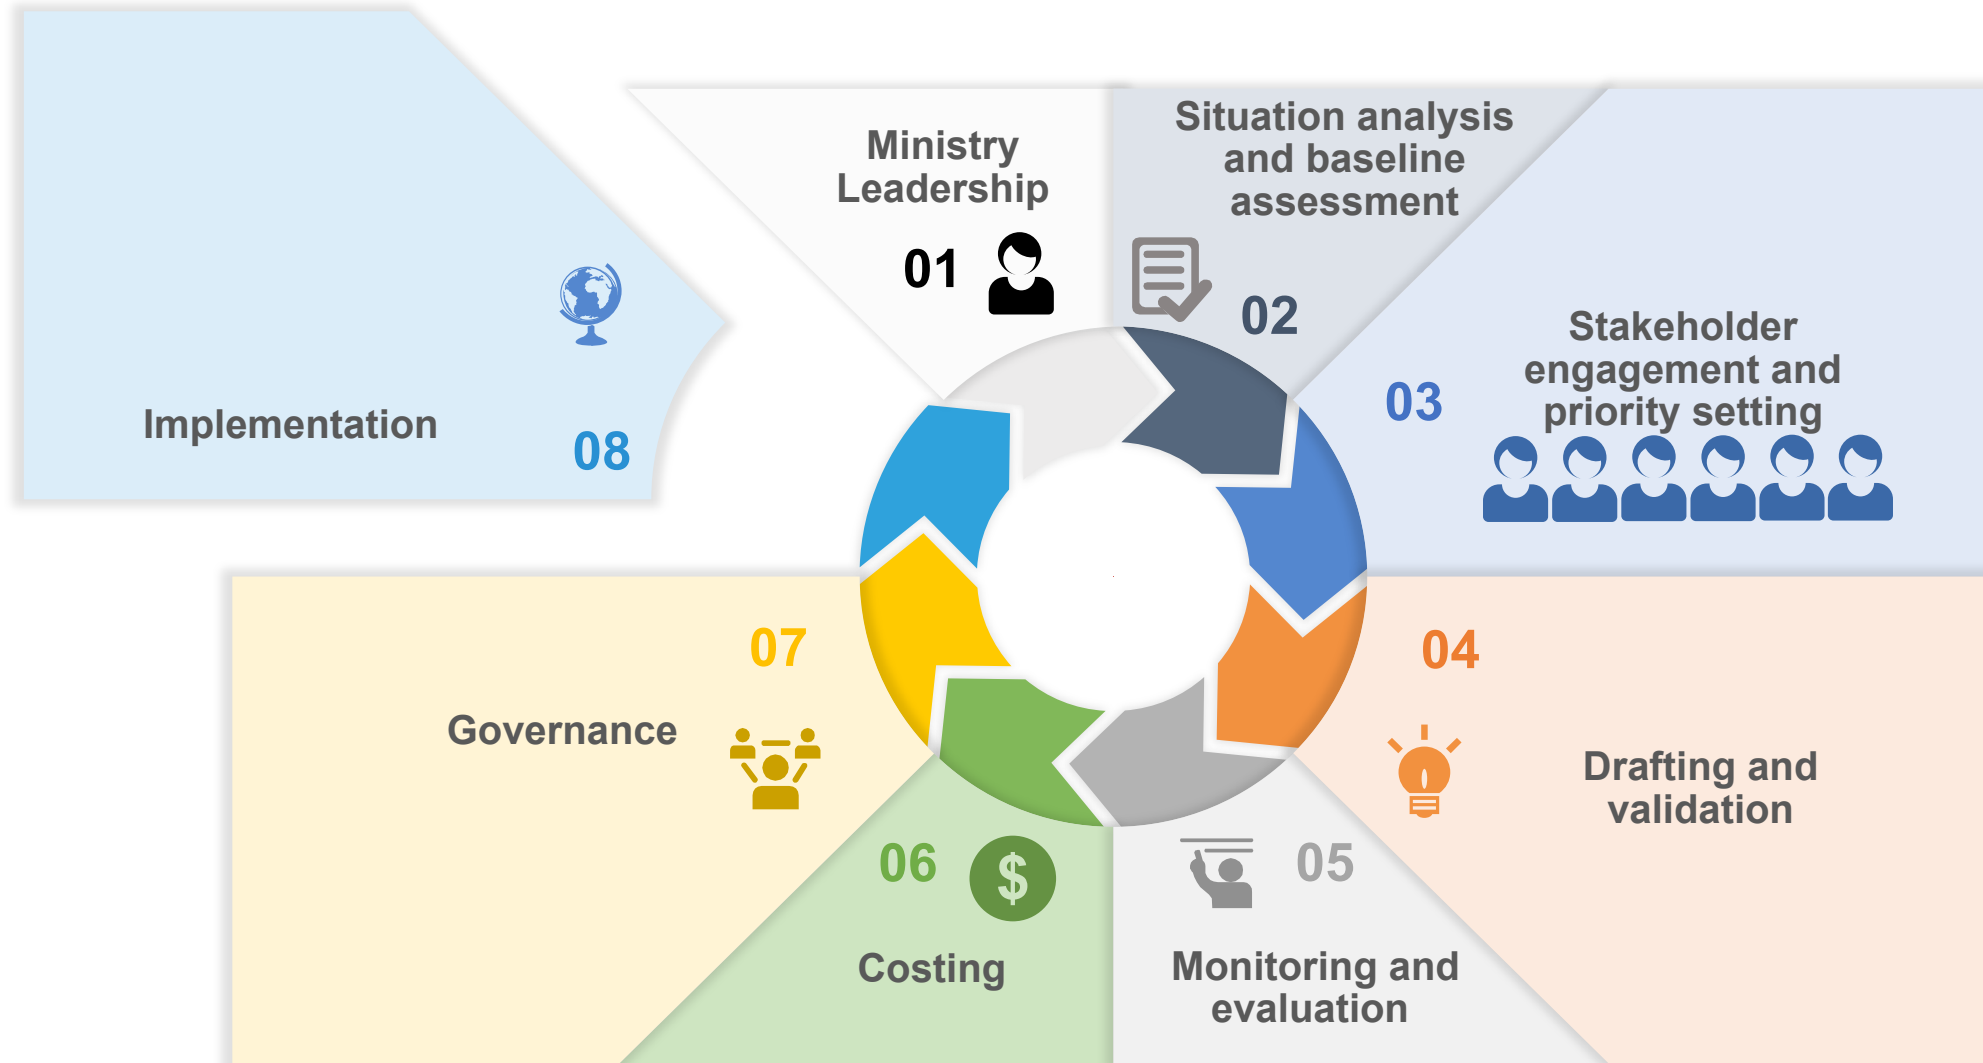 Ministry
Leadership
01
Situation analysis
and baseline
assessment
02
Stakeholder
engagement and
priority setting
03
04
Drafting and
validation
05
Monitoring and
evaluation
06
$
Costing
07
Governance
Implementation
08